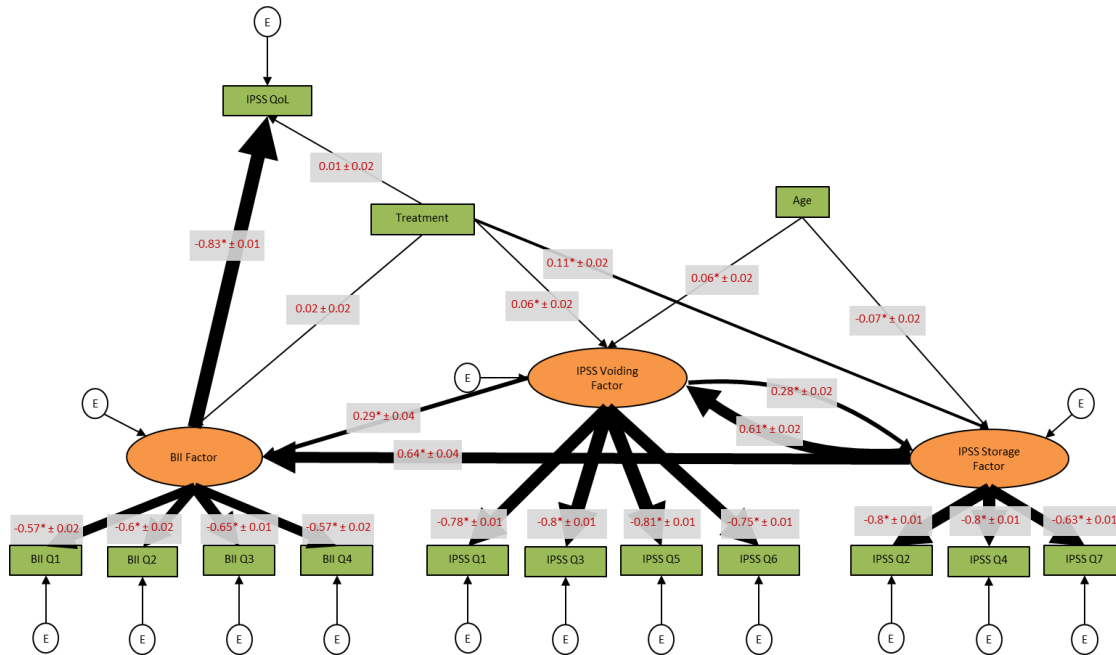 E
IPSS QoL
0.01 ± 0.02
Treatment
Age
-0.83* ± 0.01
0.11* ± 0.02
0.06* ± 0.02
0.02 ± 0.02
0.06* ± 0.02
-0.07* ± 0.02
E
IPSS Voiding
Factor
E
E
0.29* ± 0.04
0.28* ± 0.02
0.61* ± 0.02
BII Factor
0.64* ± 0.04
IPSS Storage
Factor
-0.57* ± 0.02
-0.6* ± 0.02
-0.65* ± 0.01
-0.57* ± 0.02
-0.78* ± 0.01
-0.8* ± 0.01
-0.81* ± 0.01
-0.75* ± 0.01
-0.8* ± 0.01
-0.8* ± 0.01
-0.63* ± 0.01
BII Q1
BII Q2
BII Q3
BII Q4
IPSS Q1
IPSS Q3
IPSS Q5
IPSS Q6
IPSS Q2
IPSS Q4
IPSS Q7
E
E
E
E
E
E
E
E
E
E
E